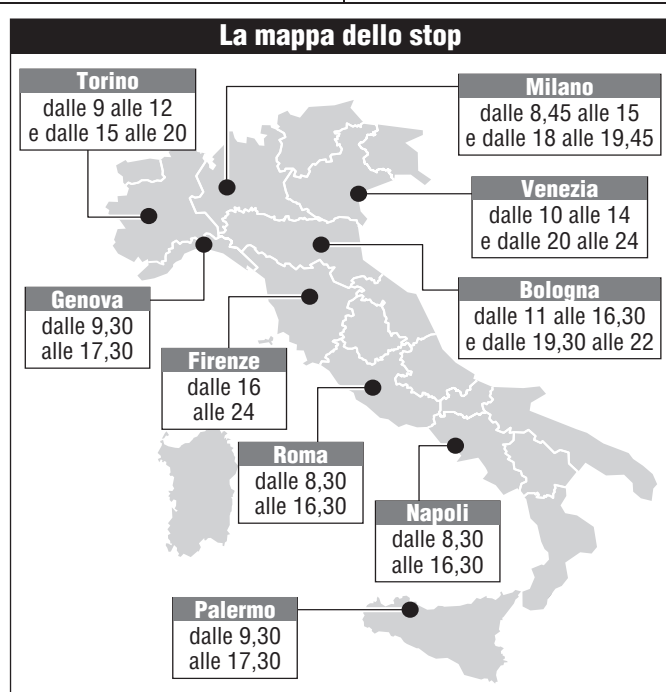 La mappa dello stop
Torino
dalle 9 alle 12
e dalle 15 alle 20
Milano
dalle 8,45 alle 15
e dalle 18 alle 19,45
Venezia
dalle 10 alle 14
e dalle 20 alle 24
Bologna
dalle 11 alle 16,30
e dalle 19,30 alle 22
Genova
dalle 9,30
alle 17,30
Firenze
dalle 16
alle 24
Roma
dalle 8,30
alle 16,30
Napoli
dalle 8,30
alle 16,30
Palermo
dalle 9,30
alle 17,30